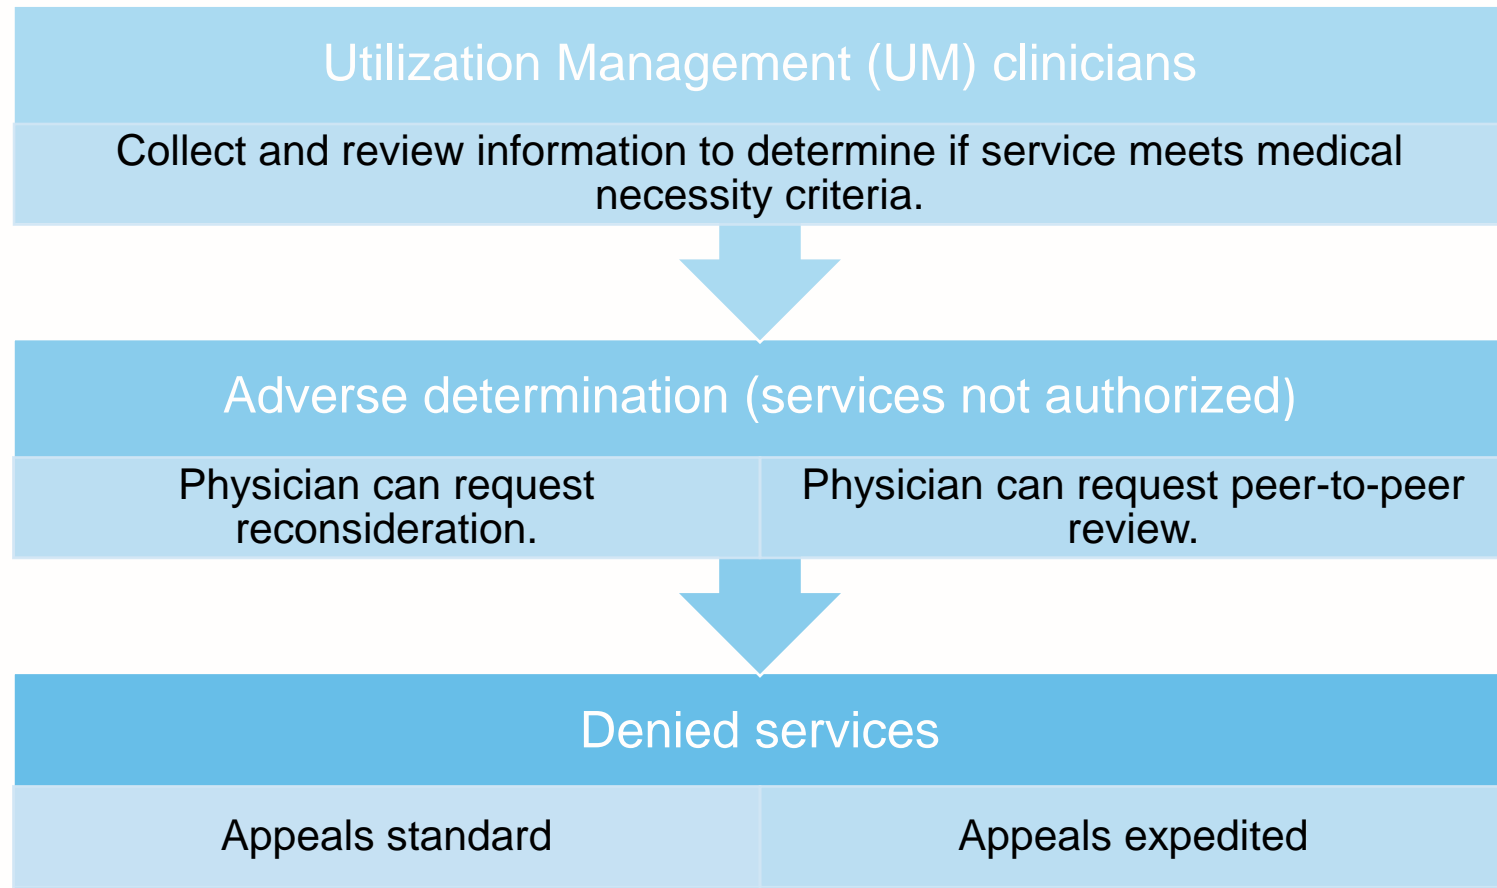 Utilization Management (UM) clinicians
Collect and review information to determine if service meets medical
necessity criteria.
Adverse determination (services not authorized)
Physician can request
reconsideration.
Physician can request peer-to-peer
review.
Denied services
Appeals standard
Appeals expedited